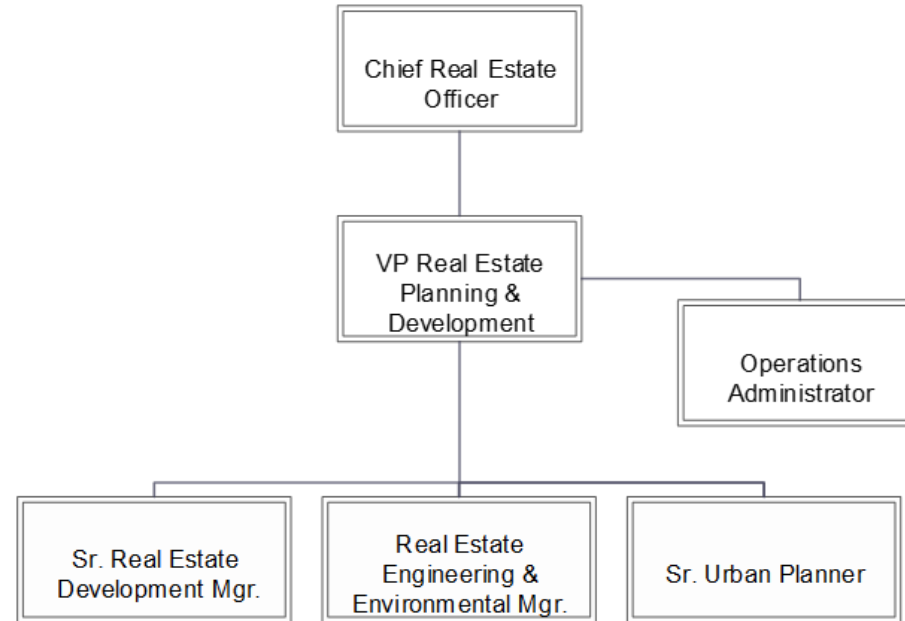 Chief Real Estate
Officer
VP Real Estate
Planning &
Development
Operations
Administrator
Sr. Real Estate
Development Mgr.
Real Estate
Engineering &
Environmental Mgr.
Sr. Urban Planner